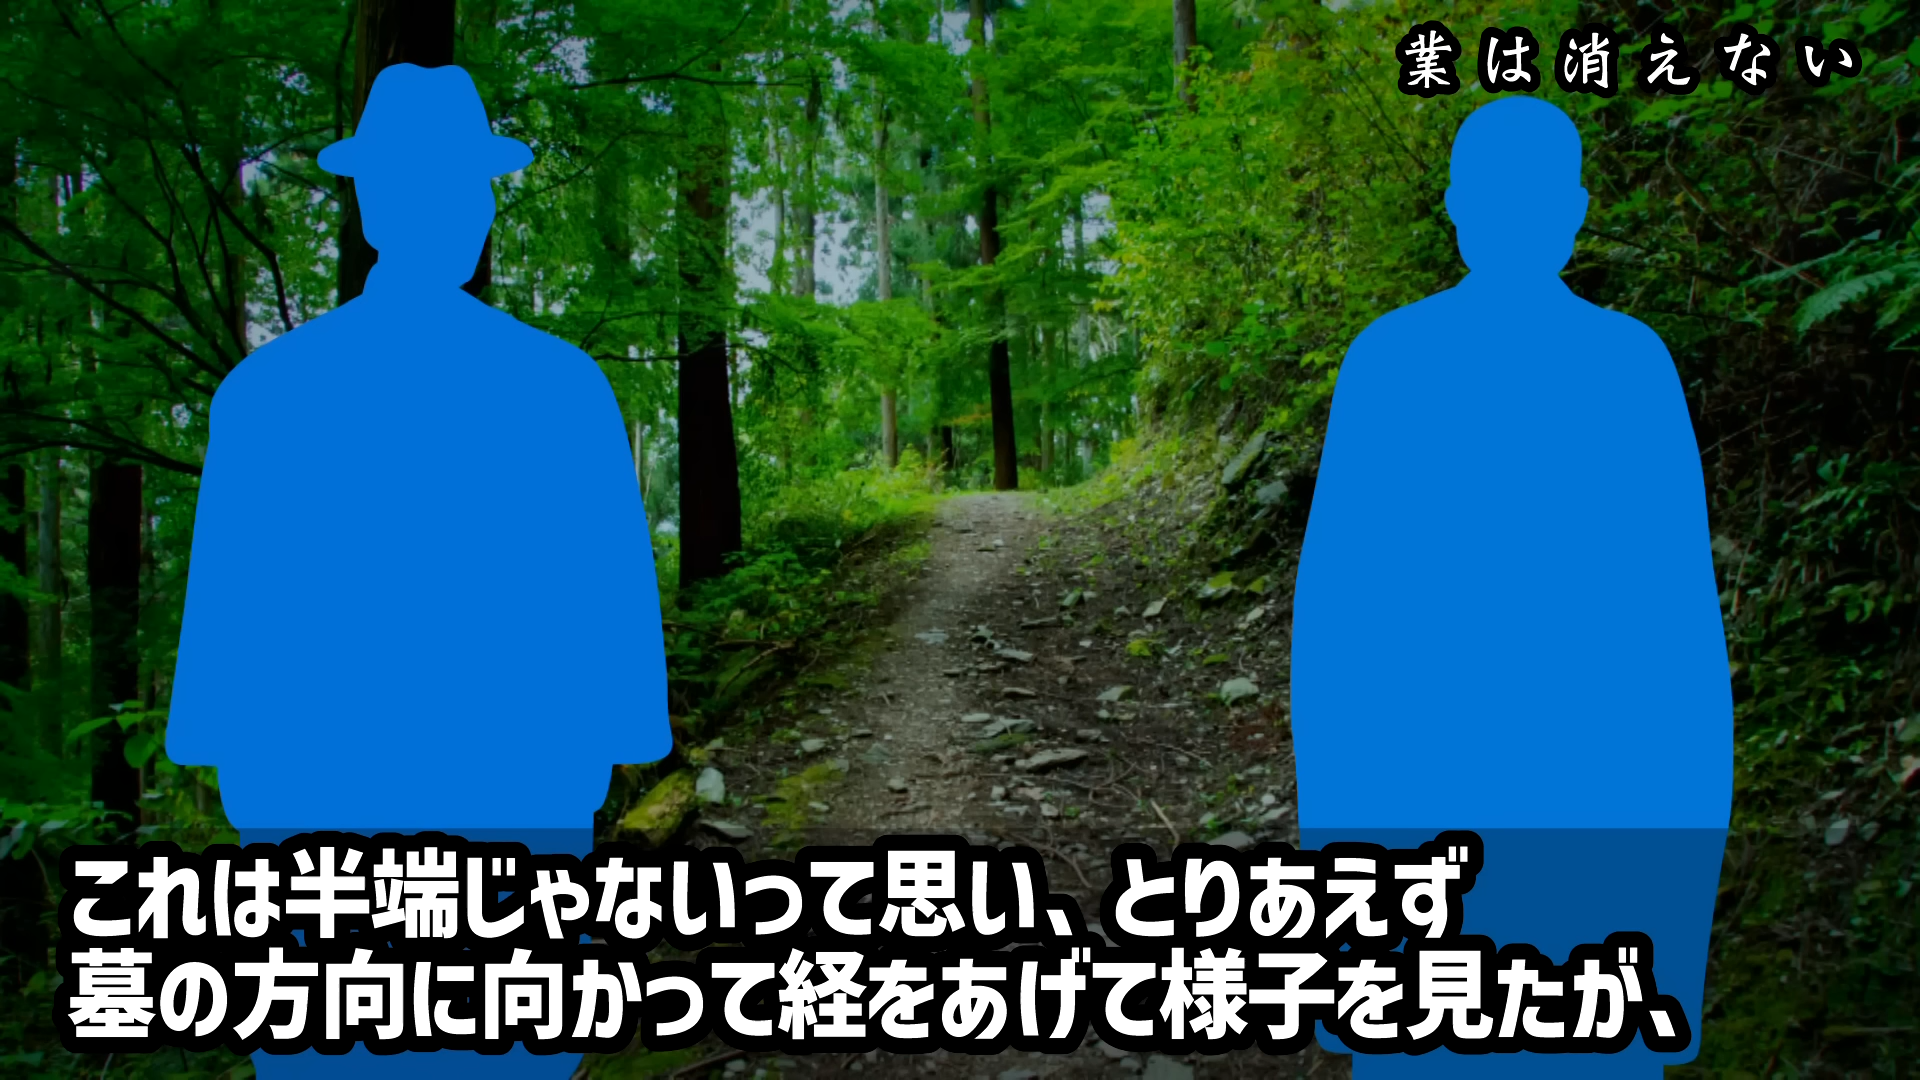 業は消えない
これは半端じゃないって思い、とりあえず
墓の方向に向かって経をあげて様子を見たが、